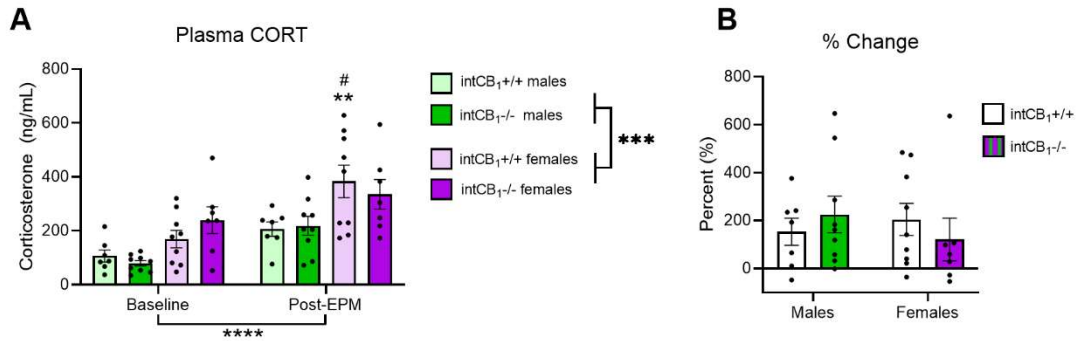 A
Plasma CORT
Corticosterone (ng/mL)
800
600
400
200
0
#
**
Baseline
Post-EPM
****
intCB₁+/+ males
intCB₁-/- males
intCB₁+/+ females
intCB₁-/- females
***
B
% Change
Percent (%)
800
600
400
200
0
Males
Females
intCB₁+/+
intCB₁-/-